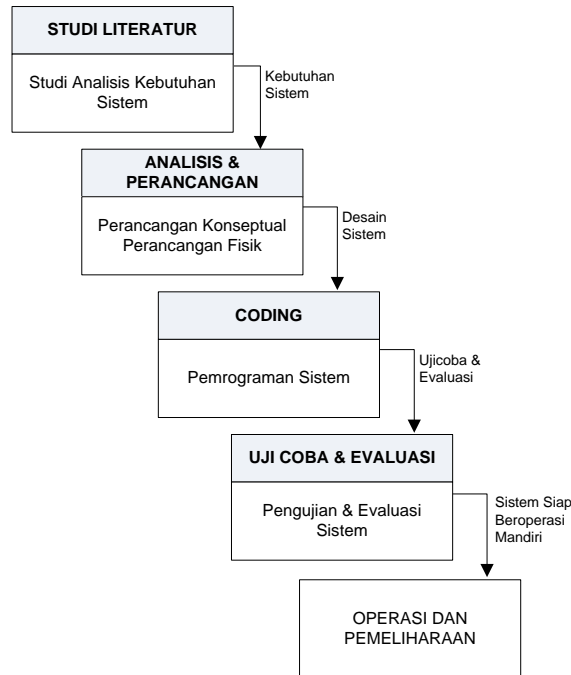 STUDI LITERATUR
Studi Analisis Kebutuhan
Sistem
Kebutuhan
Sistem
ANALISIS &
PERANCANGAN
Perancangan Konseptual
Perancangan Fisik
Desain
Sistem
CODING
Pemrograman Sistem
Ujicoba &
Evaluasi
UJI COBA & EVALUASI
Pengujian & Evaluasi
Sistem
Sistem Siap
Beroperasi
Mandiri
OPERASI DAN
PEMELIHARAAN